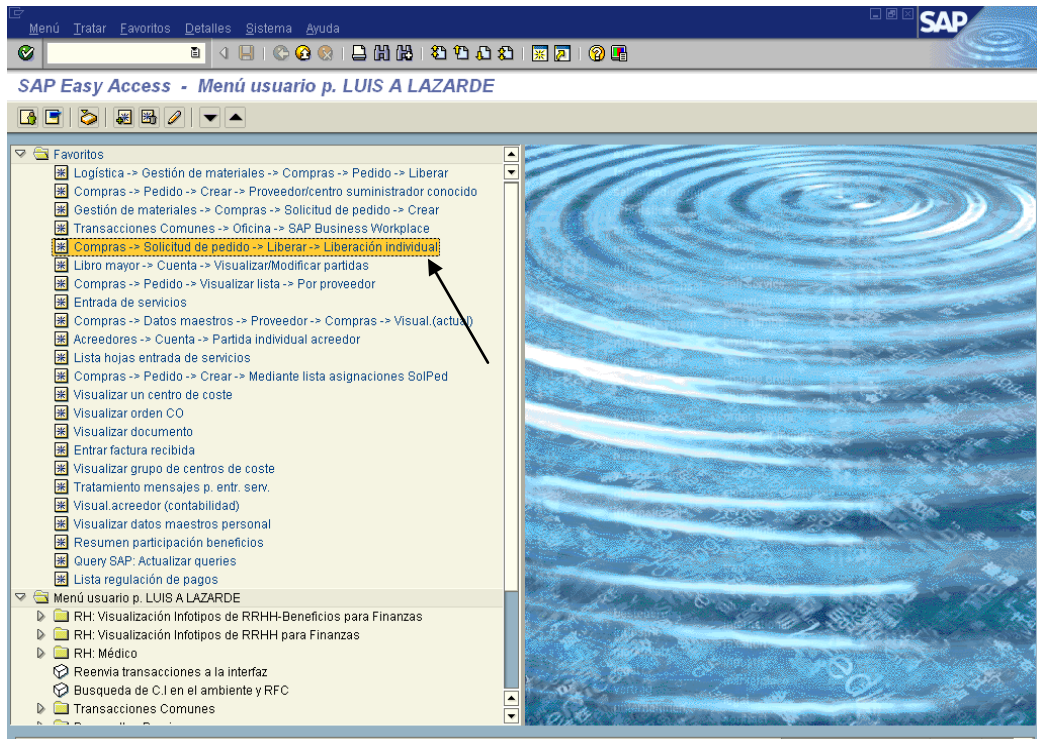 Menú Tratar Favoritos Detalles Sistema Ayuda
SAP
SAP Easy Access - Menú usuario p. LUIS A LAZARDE
Favoritos
Logística -> Gestión de materiales -> Compras -> Pedido -> Liberar
Compras -> Pedido -> Crear -> Proveedor/centro suministrador conocido
Gestión de materiales -> Compras -> Solicitud de pedido -> Crear
Transacciones Comunes -> Oficina -> SAP Business Workplace
Compras -> Solicitud de pedido -> Liberar -> Liberación individual
Libro mayor -> Cuenta -> Visualizar/Modificar partidas
Compras -> Pedido -> Visualizar lista -> Por proveedor
Entrada de servicios
Compras -> Datos maestros -> Proveedor -> Compras -> Visual.(actual)
Acreedores -> Cuenta -> Partida individual acreedor
Lista hojas entrada de servicios
Compras -> Pedido -> Crear -> Mediante lista asignaciones SolPed
Visualizar un centro de coste
Visualizar orden CO
Visualizar documento
Entrar factura recibida
Visualizar grupo de centros de coste
Tratamiento mensajes p. entr. serv.
Visual.acreedor (contabilidad)
Visualizar datos maestros personal
Resumen participación beneficios
Query SAP: Actualizar queries
Lista regulación de pagos
Menú usuario p. LUIS A LAZARDE
RH: Visualización Infotipos de RRHH-Beneficios para Finanzas
RH: Visualización Infotipos de RRHH para Finanzas
RH: Médico
Reenvia transacciones a la interfaz
Busqueda de C.I en el ambiente y RFC
Transacciones Comunes